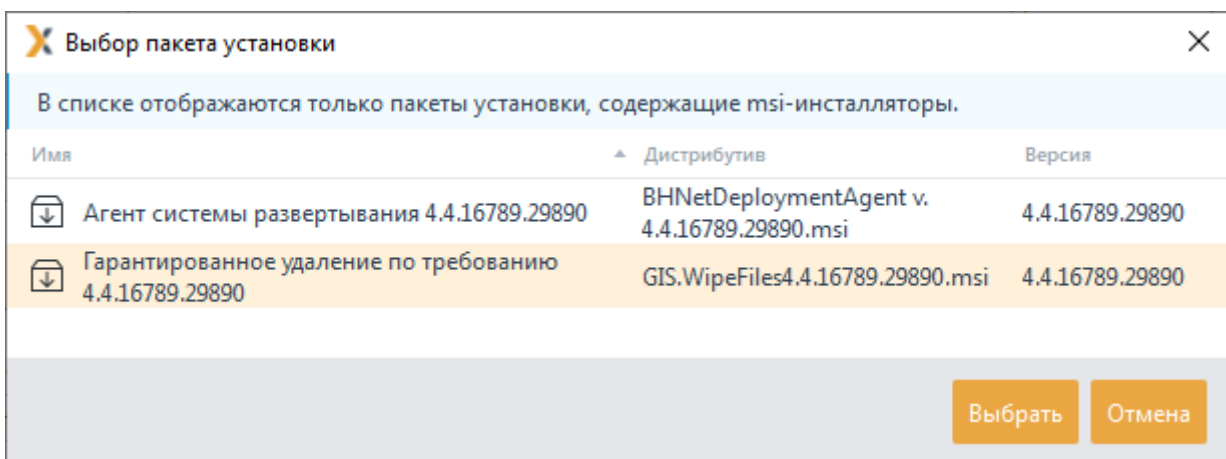 Выбор пакета установки
В списке отображаются только пакеты установки, содержащие msi-инсталляторы.
Имя Дистрибутив Версия
Агент системы развертывания 4.4.16789.29890 BHNetDeploymentAgent v. 4.4.16789.29890
4.4.16789.29890.msi
Гарантированное удаление по требованию GIS.WipeFiles4.4.16789.29890.msi 4.4.16789.29890
4.4.16789.29890
Выбрать Отмена